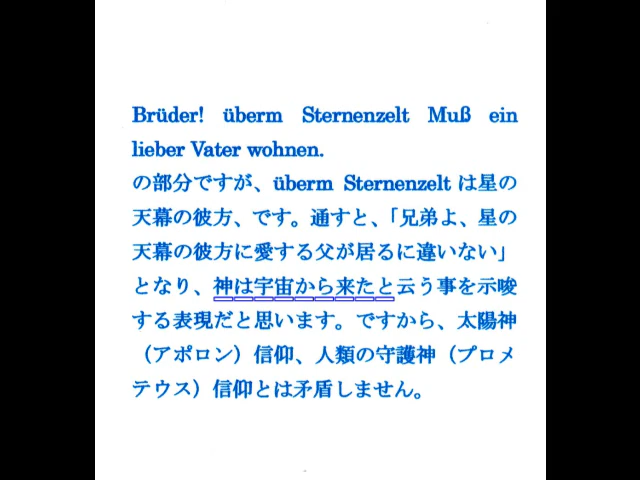 Brüder! überm Sternenzelt Muß ein
lieber Vater wohnen.
の部分ですが、überm Sternenzelt は星の
天幕の彼方、です。通すと、「兄弟よ、星の
天幕の彼方に愛する父が居るに違いない」
となり、神は宇宙から来たと云う事を示唆
する表現だと思います。ですから、太陽神
（アポロン）信仰、人類の守護神（プロメ
テウス）信仰とは矛盾しません。